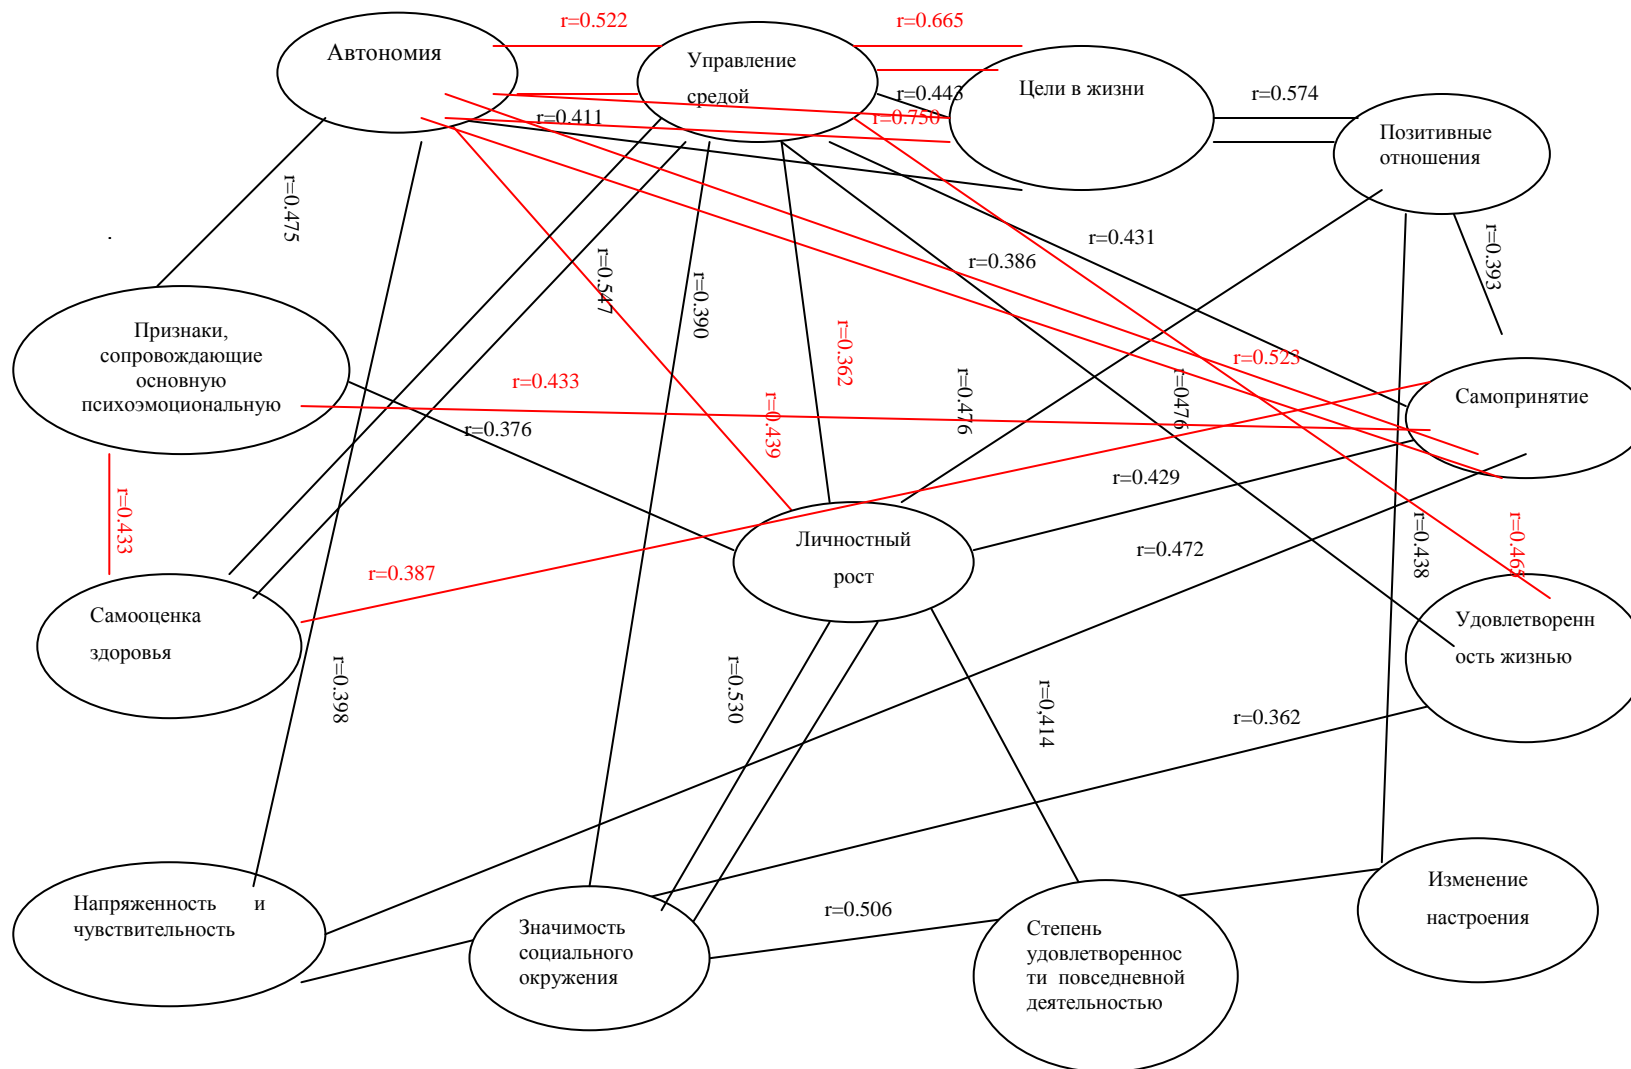 r=0.522
r=0.665
Автономия
Управление
средой
Цели в жизни
r=0.443
r=0.574
r=0.411
r=0.750
Позитивные
отношения
r=0.475
r=0.431
r=0.393
r=0.386
r=0.547
r=0.390
Признаки,
сопровождающие
основную
психоэмоциональную
r=0.362
r=0.523
r=0.433
r=0.376
r=0.439
r=0.476
r=0476
Самопринятие
r=0.429
r=0.433
r=0.472
r=0.438
r=0.465
Личностный
рост
r=0.387
Самооценка
здоровья
Удовлетворенн
ость жизнью
r=0.398
r=0.530
r=0,414
r=0.362
Напряженность и
чувствительность
r=0.506
Значимость
социального
окружения
Степень
удовлетвореннос
ти повседневной
деятельностью
Изменение
настроения